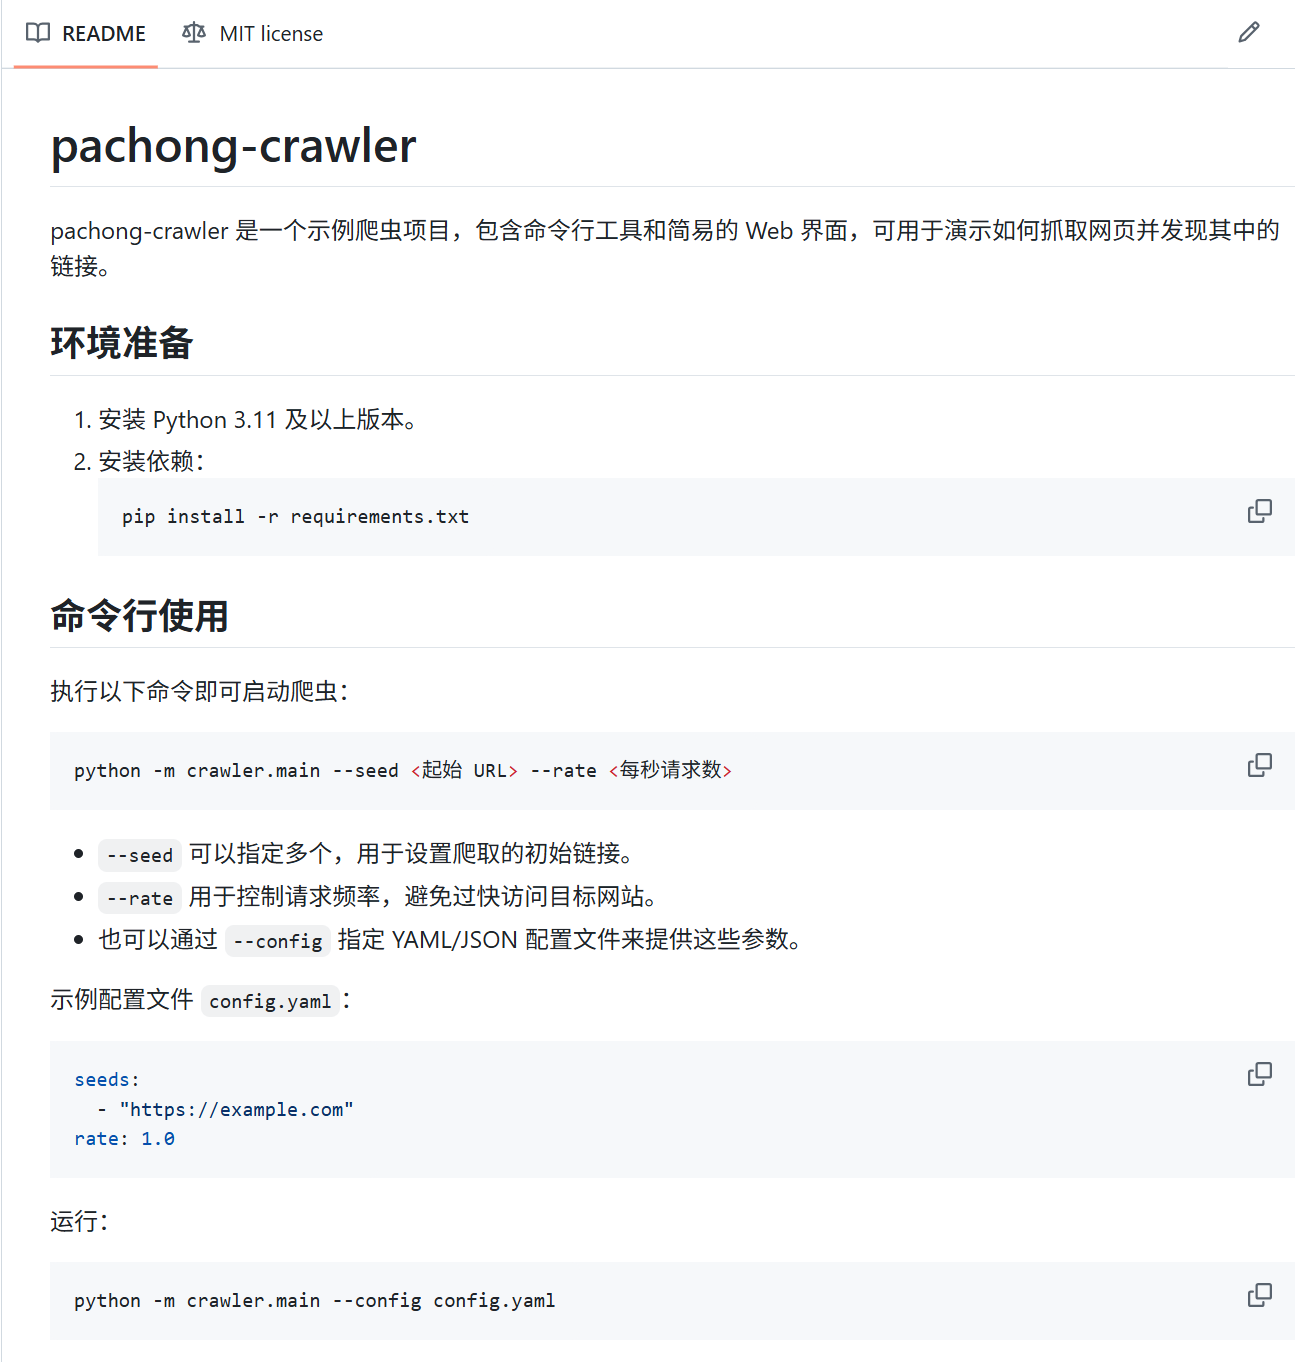 README
MIT license
pachong-crawler
pachong-crawler 是一个示例爬虫项目，包含命令行工具和简易的 Web 界面，可用于演示如何抓取网页并发现其中的
链接。
环境准备
1. 安装 Python 3.11 及以上版本。
2. 安装依赖：
pip install -r requirements.txt
命令行使用
执行以下命令即可启动爬虫：
python -m crawler.main --seed <起始 URL> --rate <每秒请求数>
• --seed 可以指定多个，用于设置爬取的初始链接。
• --rate 用于控制请求频率，避免过快访问目标网站。
• 也可以通过 --config 指定 YAML/JSON 配置文件来提供这些参数。
示例配置文件 config.yaml：
seeds:
  - "https://example.com"
rate: 1.0
运行：
python -m crawler.main --config config.yaml